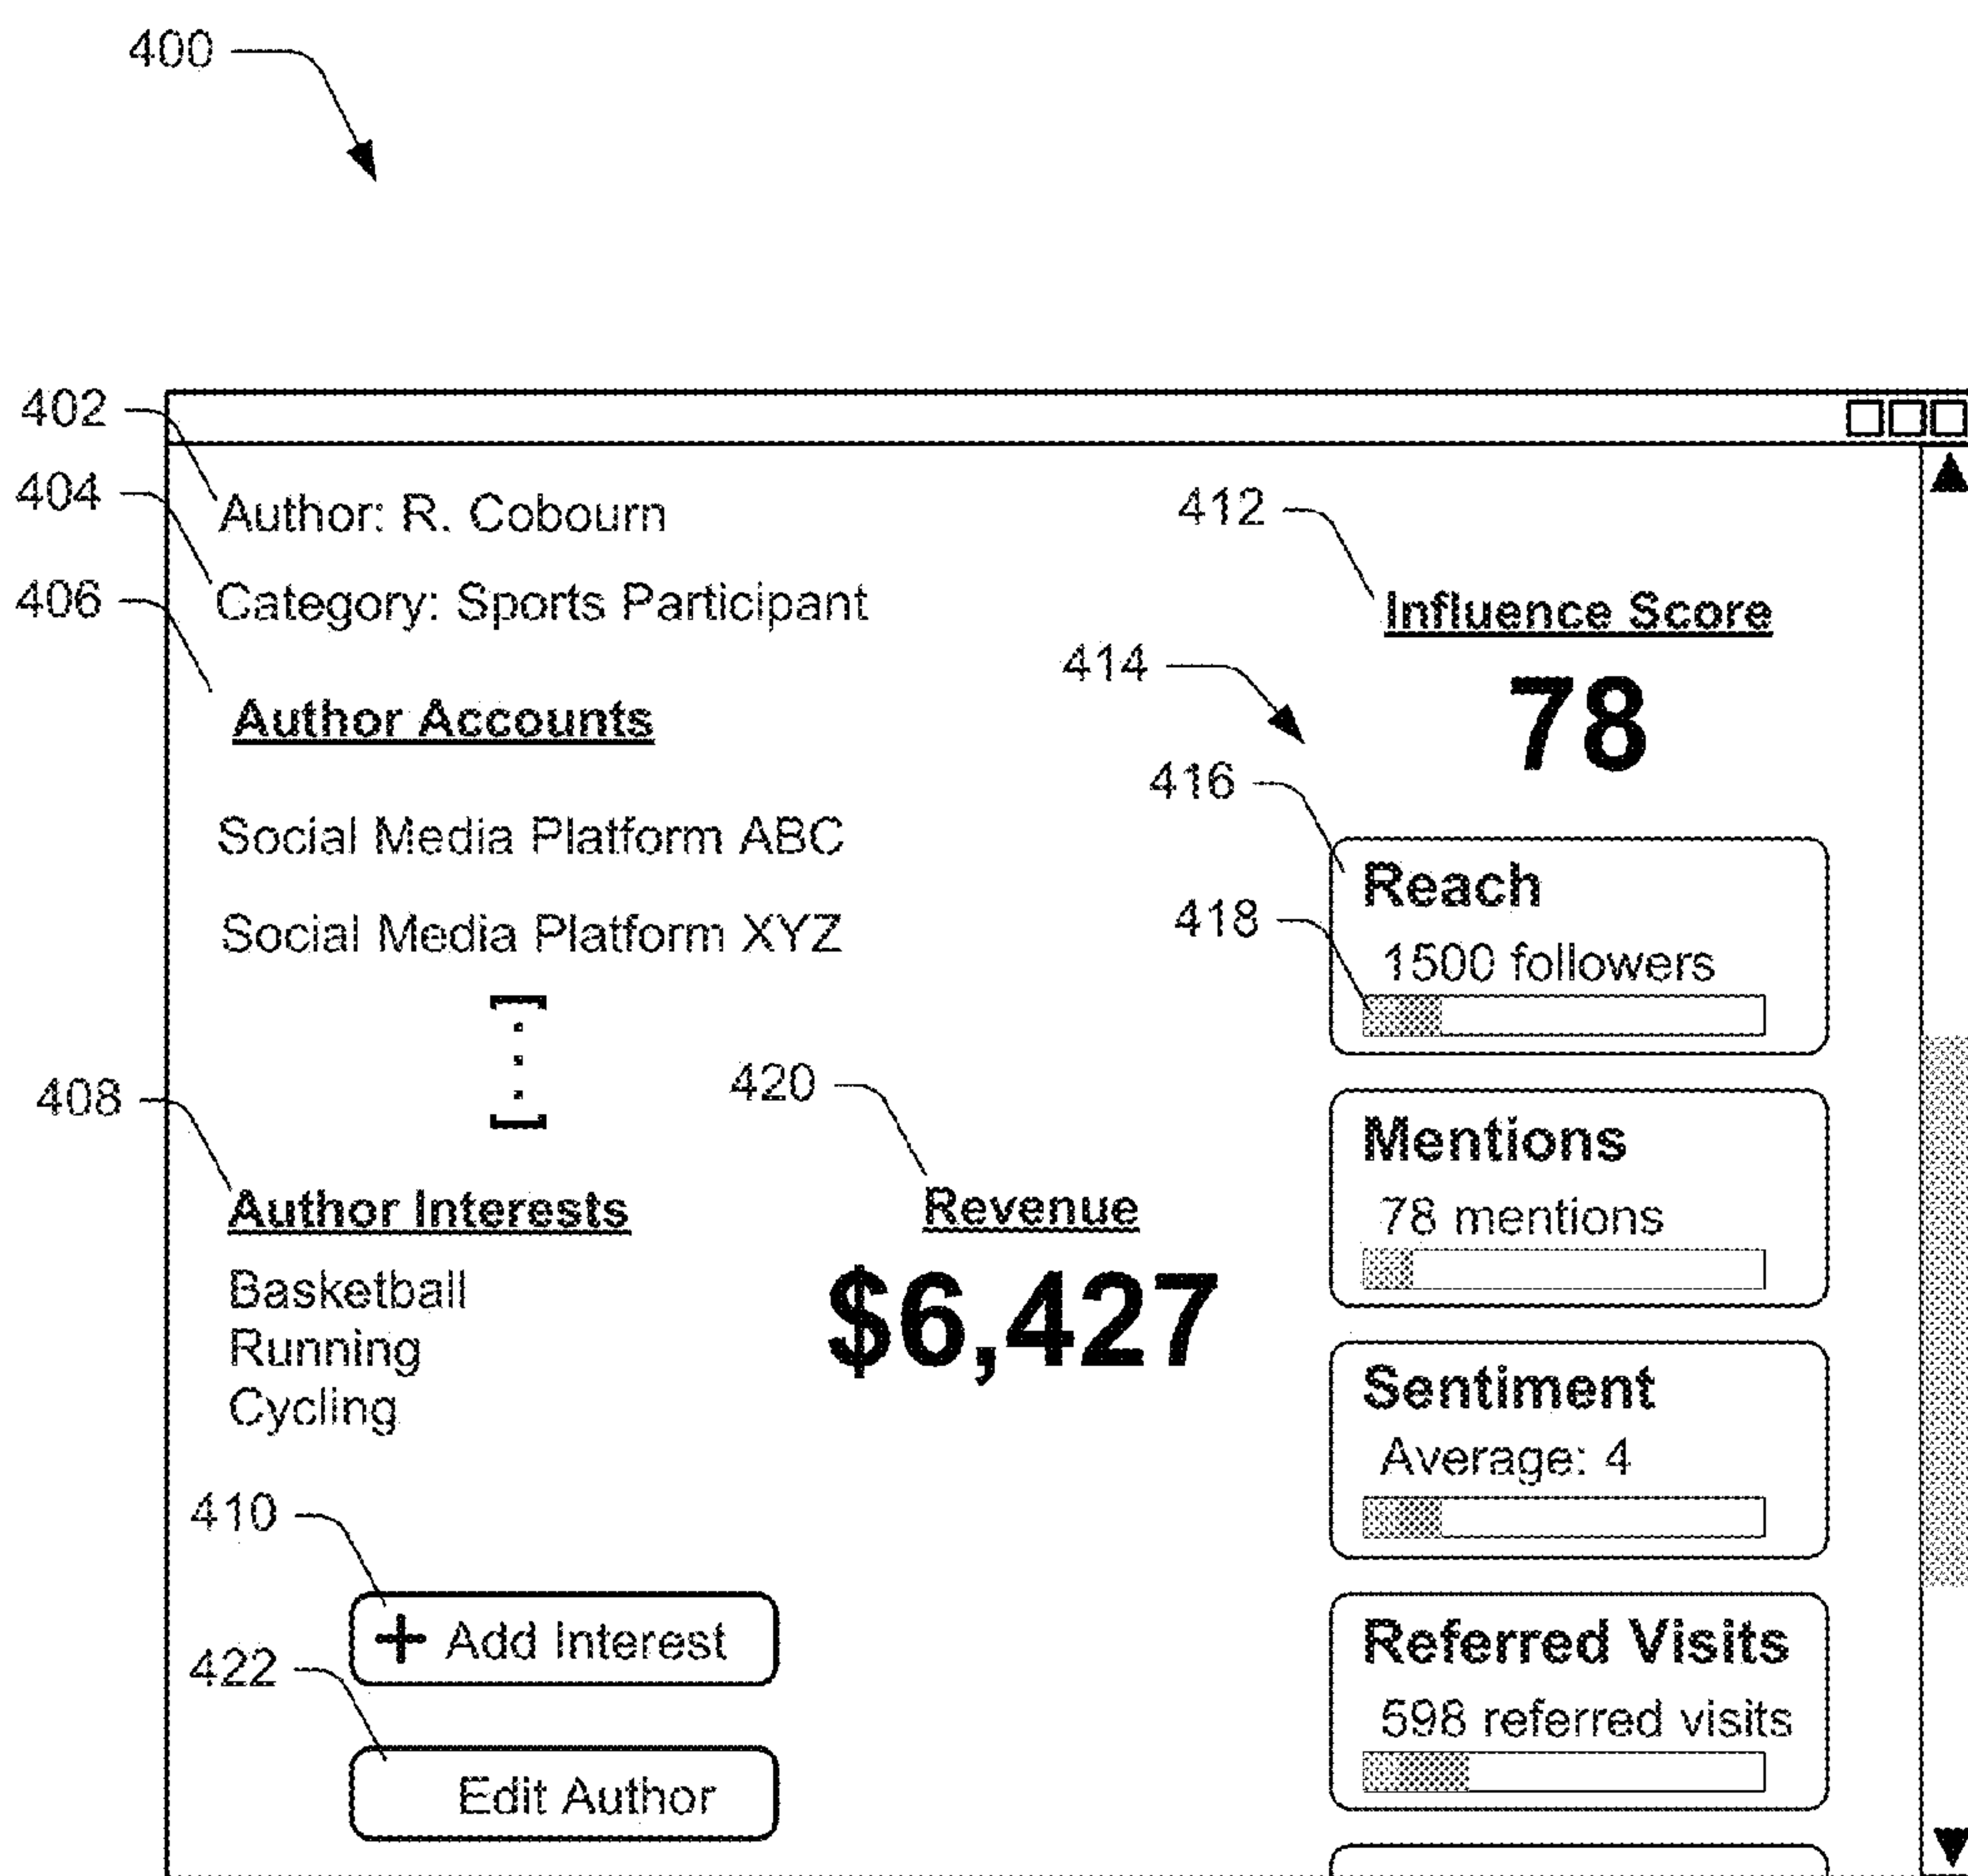 400
402
404
406
Author: R. Cobourn
Category: Sports Participant
Author Accounts
Social Media Platform ABC
Social Media Platform XYZ
408
Author Interests
Basketball
Running
Cycling
410
+ Add Interest
422
Edit Author
420
Revenue
$6,427
412
Influence Score
78
414
416
Reach
418
1500 followers
Mentions
78 mentions
Sentiment
Average: 4
Referred Visits
598 referred visits